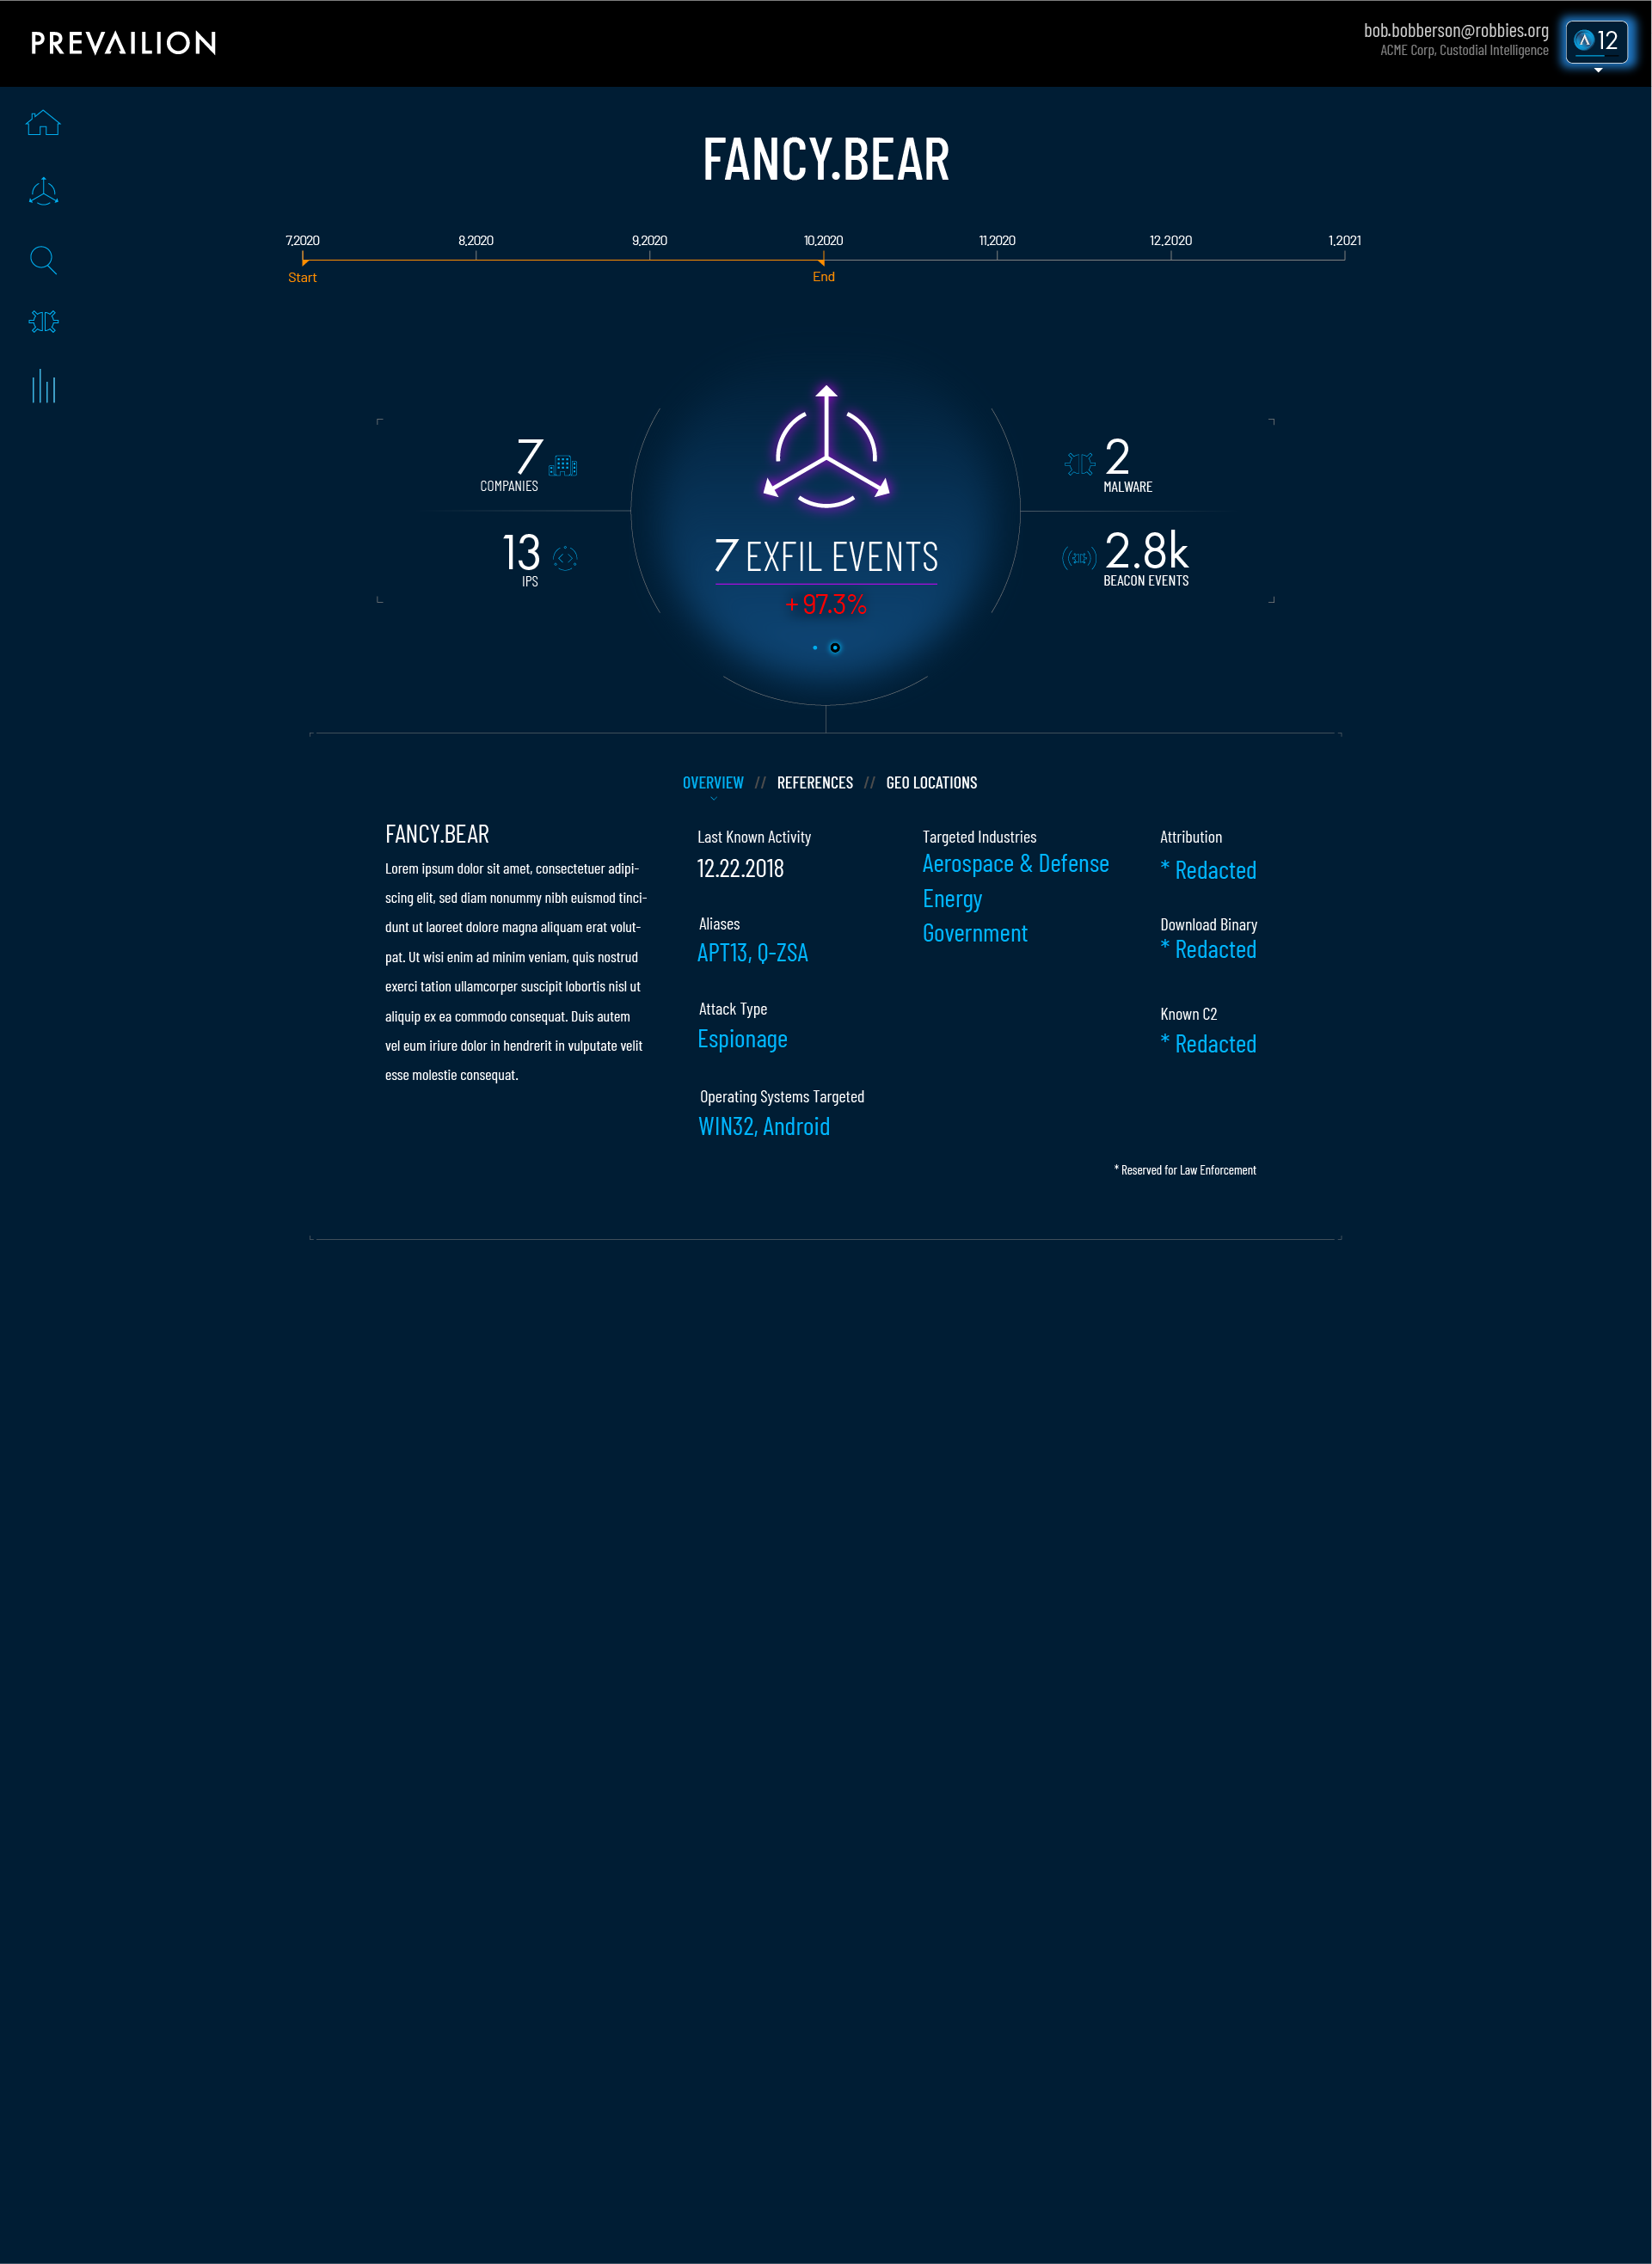 PREVAILION
bob.bobberson@robbies.org
ACME Corp, Custodial Intelligence
12
FANCY.BEAR
7.2020
8.2020
9.2020
10.2020
11.2020
12.2020
1.2021
Start
End
7
COMPANIES
13
IPS
7 EXFIL EVENTS
+97.3%
2
MALWARE
2.8k
BEACON EVENTS
OVERVIEW // REFERENCES // GEO LOCATIONS
FANCY.BEAR
Lorem ipsum dolor sit amet, consectetuer adipi-
scing elit, sed diam nonummy nibh euismod tinci-
dunt ut laoreet dolore magna aliquam erat volut-
pat. Ut wisi enim ad minim veniam, quis nostrud
exerci tation ullamcorper suscipit lobortis nisl ut
aliquip ex ea commodo consequat. Duis autem
vel eum iriure dolor in hendrerit in vulputate velit
esse molestie consequat.
Last Known Activity
12.22.2018
Aliases
APT13, Q-ZSA
Attack Type
Espionage
Operating Systems Targeted
WIN32, Android
Targeted Industries
Aerospace & Defense
Energy
Government
Attribution
* Redacted
Download Binary
* Redacted
Known C2
* Redacted
* Reserved for Law Enforcement